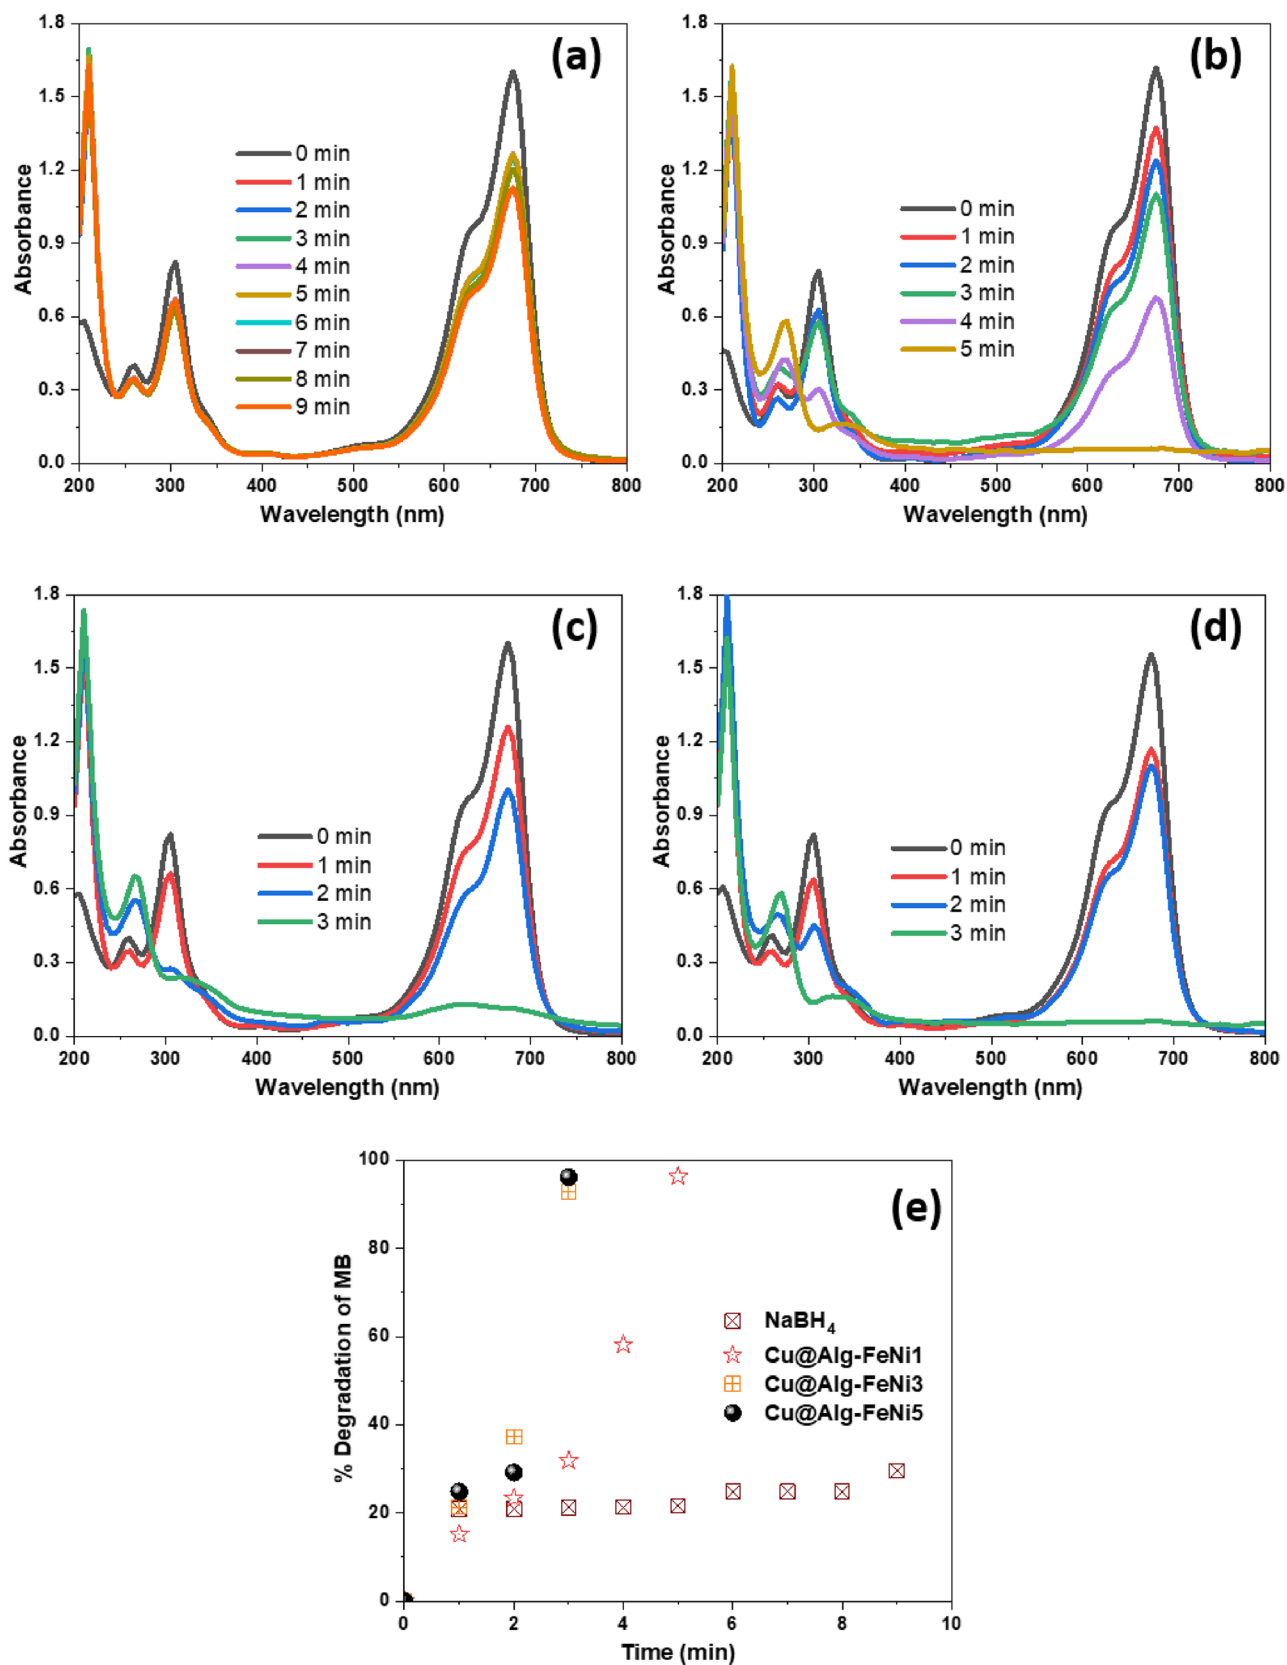 (a)
1.8
1.5
1.2
0.9
0.6
0.3
0.0
Absorbance
0 min
1 min
2 min
3 min
4 min
5 min
6 min
7 min
8 min
9 min
200 300 400 500 600 700 800
Wavelength (nm)
(b)
1.8
1.5
1.2
0.9
0.6
0.3
0.0
Absorbance
0 min
1 min
2 min
3 min
4 min
5 min
200 300 400 500 600 700 800
Wavelength (nm)
(c)
1.8
1.5
1.2
0.9
0.6
0.3
0.0
Absorbance
0 min
1 min
2 min
3 min
200 300 400 500 600 700 800
Wavelength (nm)
(d)
1.8
1.5
1.2
0.9
0.6
0.3
0.0
Absorbance
0 min
1 min
2 min
3 min
200 300 400 500 600 700 800
Wavelength (nm)
(e)
100
80
60
40
20
0
% Degradation of MB
NaBH4
Cu@Alg-FeNi1
Cu@Alg-FeNi3
Cu@Alg-FeNi5
0 2 4 6 8 10
Time (min)